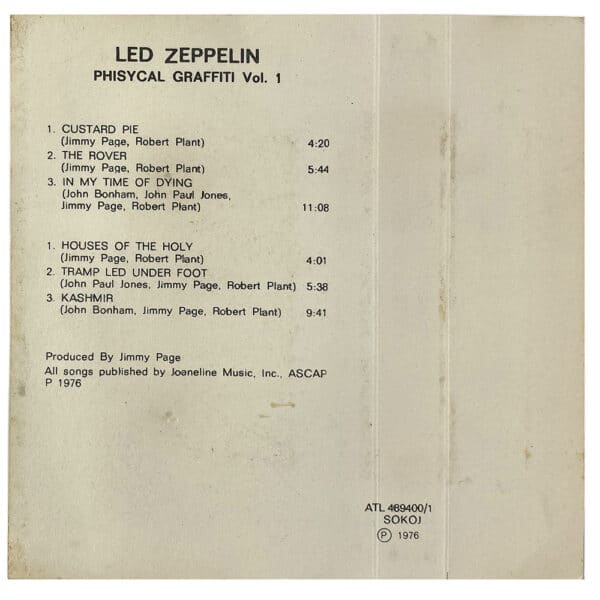 LED ZEPPELIN
PHISYCAL GRAFFITI Vol. 1
1. CUSTARD PIE
(Jimmy Page, Robert Plant) 4:20
2. THE ROVER
(Jimmy Page, Robert Plant) 5:44
3. IN MY TIME OF DYING
(John Bonham, John Paul Jones,
Jimmy Page, Robert Plant) 11:08
1. HOUSES OF THE HOLY
(Jimmy Page, Robert Plant) 4:01
2. TRAMP LED UNDER FOOT
(John Paul Jones, Jimmy Page, Robert Plant) 5:38
3. KASHMIR
(John Bonham, Jimmy Page, Robert Plant) 9:41
Produced By Jimmy Page
All songs published by Joaneline Music, Inc., ASCAP
P 1976
ATL 469400/1
SOKOJ
Ⓟ 1976